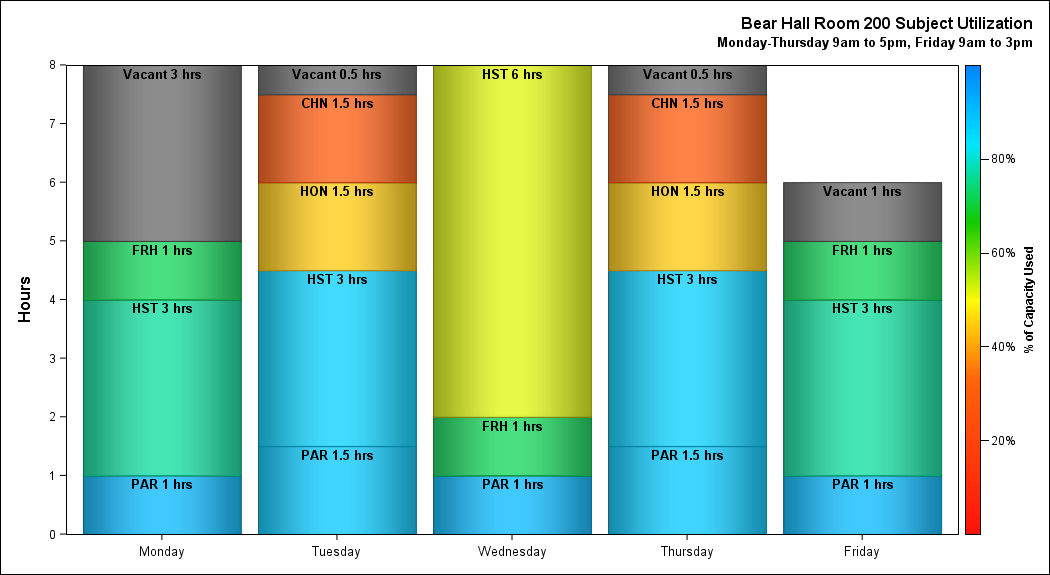 Bear Hall Room 200 Subject Utilization
Monday-Thursday 9am to 5pm, Friday 9am to 3pm
Hours
8
7
6
5
4
3
2
1
0
Vacant 3 hrs
FRH 1 hrs
HST 3 hrs
PAR 1 hrs
Vacant 0.5 hrs
CHN 1.5 hrs
HON 1.5 hrs
HST 3 hrs
PAR 1.5 hrs
HST 6 hrs
FRH 1 hrs
PAR 1 hrs
Vacant 0.5 hrs
CHN 1.5 hrs
HON 1.5 hrs
HST 3 hrs
PAR 1.5 hrs
Vacant 1 hrs
FRH 1 hrs
HST 3 hrs
PAR 1 hrs
Monday Tuesday Wednesday Thursday Friday
80%
60%
40%
20%
% of Capacity Used